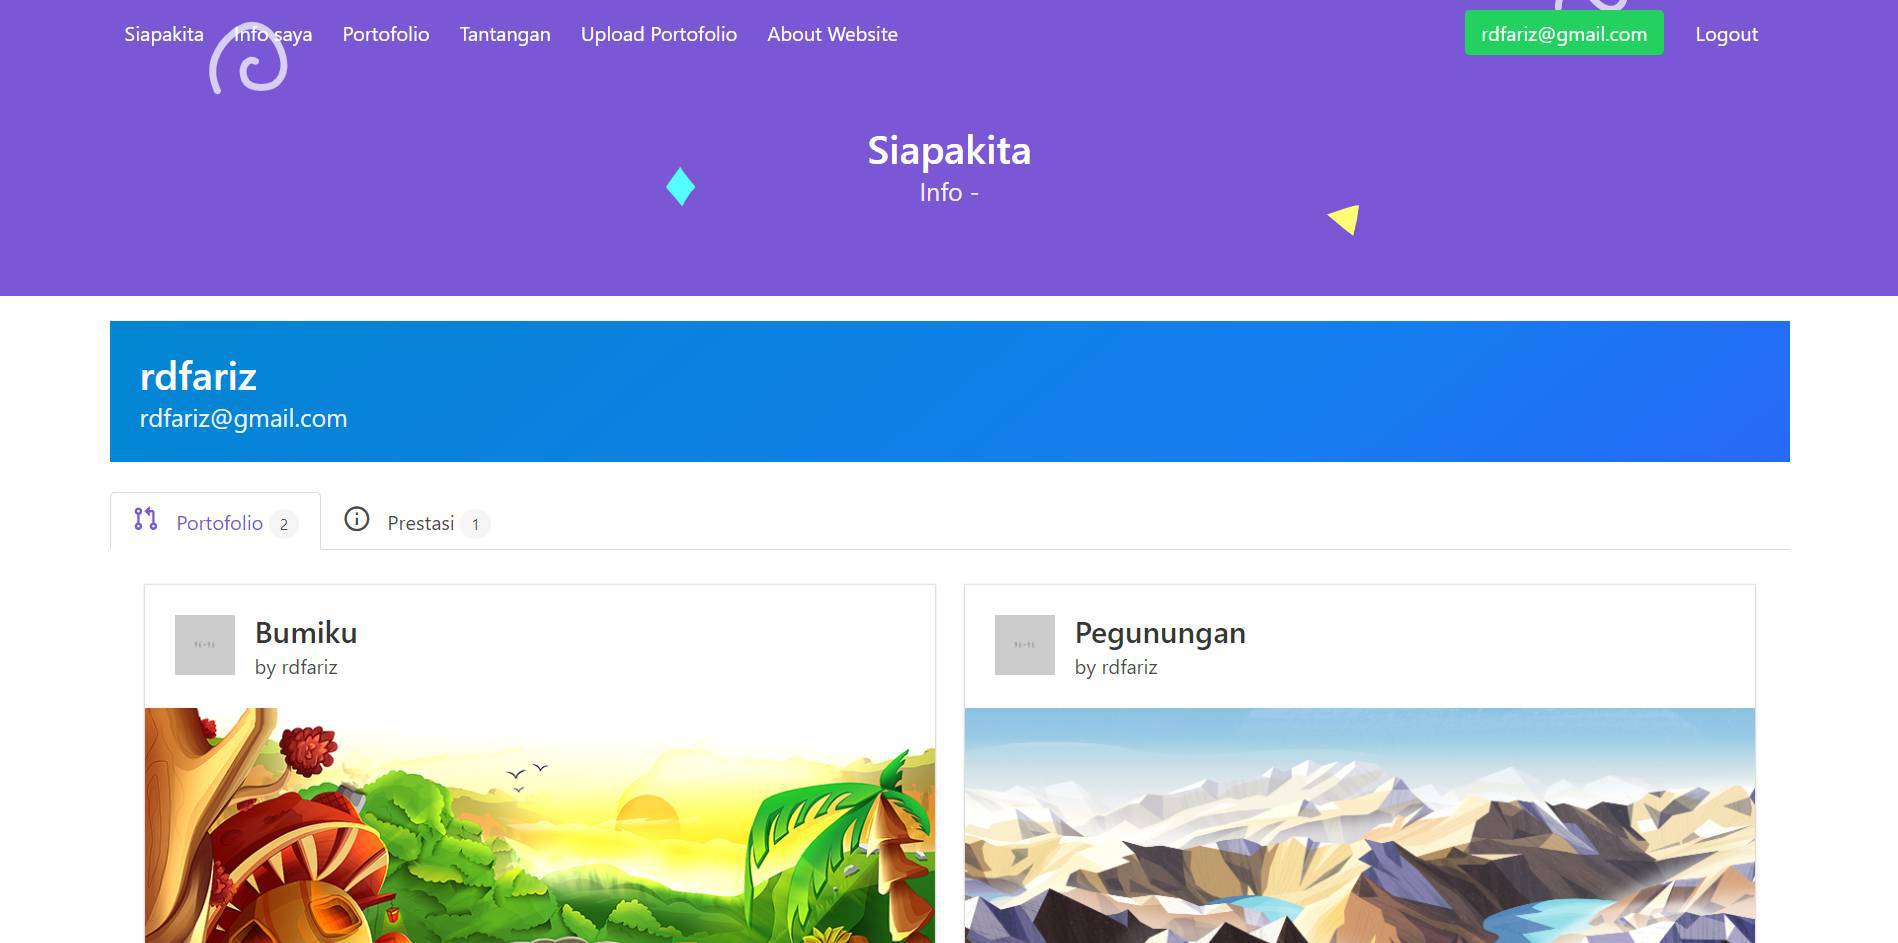 Siapakita Info saya Portofolio Tantangan Upload Portofolio About Website rdfariz@gmail.com Logout
Siapakita
Info -
rdfariz
rdfariz@gmail.com
Portofolio 2 Prestasi 1
Bumiku
by rdfariz
Pegunungan
by rdfariz